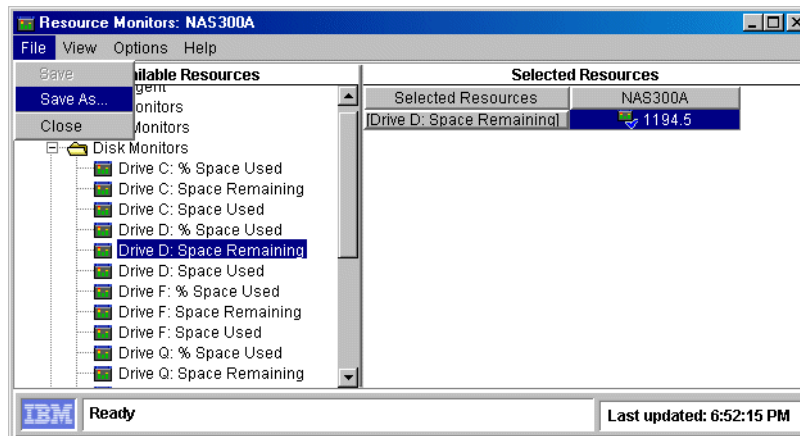 Resource Monitors: NAS300A
File View Options Help
Save
Save As...
Close
ilable Resources
Selected Resources
gent
onitors
Monitors
Disk Monitors
Drive C: % Space Used
Drive C: Space Remaining
Drive C: Space Used
Drive D: % Space Used
Drive D: Space Remaining
Drive D: Space Used
Drive F: % Space Used
Drive F: Space Remaining
Drive F: Space Used
Drive Q: % Space Used
Drive Q: Space Remaining
Selected Resources NAS300A
[Drive D: Space Remaining] 1194.5
IBM Ready Last updated: 6:52:15 PM